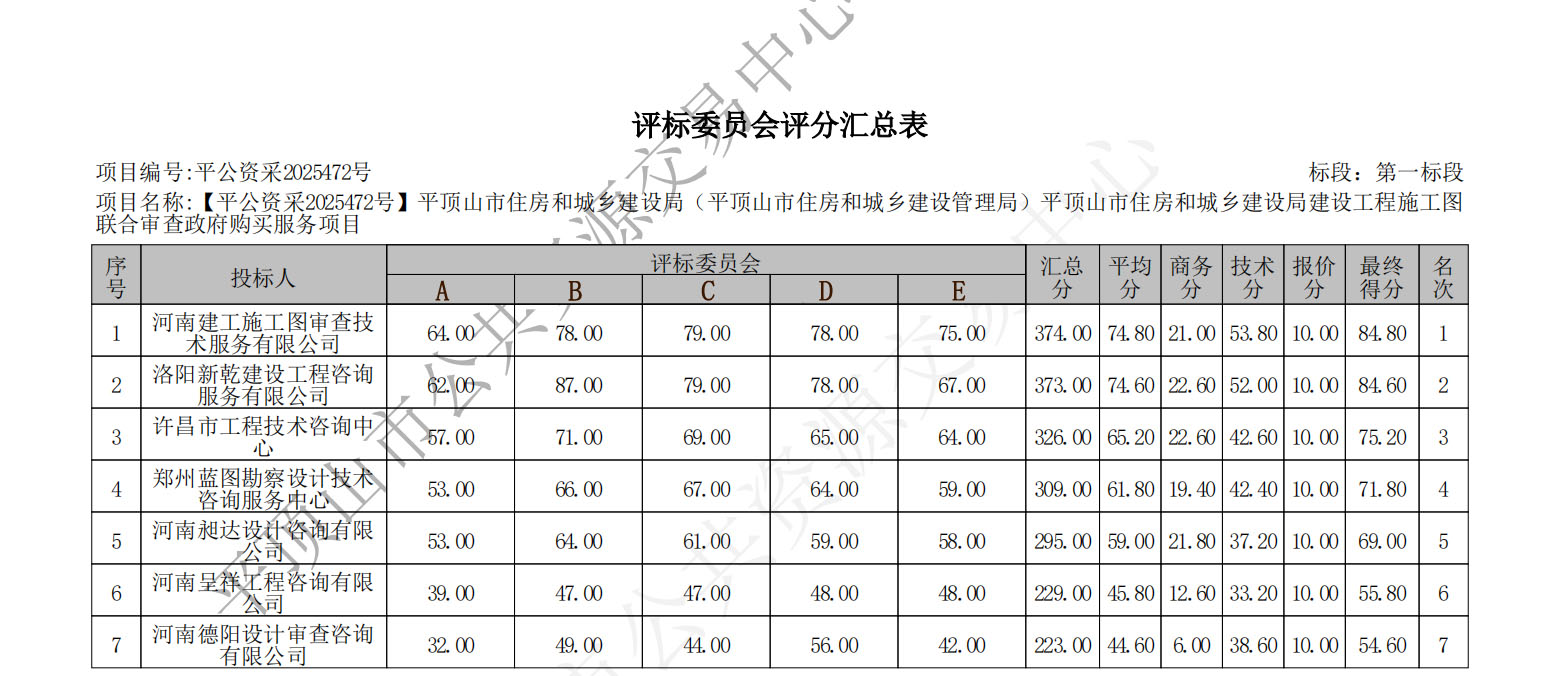 评标委员会评分汇总表
项目编号:平公资采2025472号 标段：第一标段
项目名称:【平公资采2025472号】平顶山市住房和城乡建设局（平顶山市住房和城乡建设管理局）平顶山市住房和城乡建设局建设工程施工图
联合审查政府购买服务项目
序号 投标人 评标委员会 汇总分 平均分 商务分 技术分 报价分 最终得分 名次
A B C D E
1 河南建工施工图审查技术服务有限公司 64.00 78.00 79.00 78.00 75.00 374.00 74.80 21.00 53.80 10.00 84.80 1
2 洛阳新乾建设工程咨询服务有限公司 62.00 87.00 79.00 78.00 67.00 373.00 74.60 22.60 52.00 10.00 84.60 2
3 许昌市工程技术咨询中心 57.00 71.00 69.00 65.00 64.00 326.00 65.20 22.60 42.60 10.00 75.20 3
4 郑州蓝图勘察设计技术咨询服务中心 53.00 66.00 67.00 64.00 59.00 309.00 61.80 19.40 42.40 10.00 71.80 4
5 河南昶达设计咨询有限公司 53.00 64.00 61.00 59.00 58.00 295.00 59.00 21.80 37.20 10.00 69.00 5
6 河南呈祥工程咨询有限公司 39.00 47.00 47.00 48.00 48.00 229.00 45.80 12.60 33.20 10.00 55.80 6
7 河南德阳设计审查咨询有限公司 32.00 49.00 44.00 56.00 42.00 223.00 44.60 6.00 38.60 10.00 54.60 7
平顶山市公共资源交易中心
市公共资源交易中心